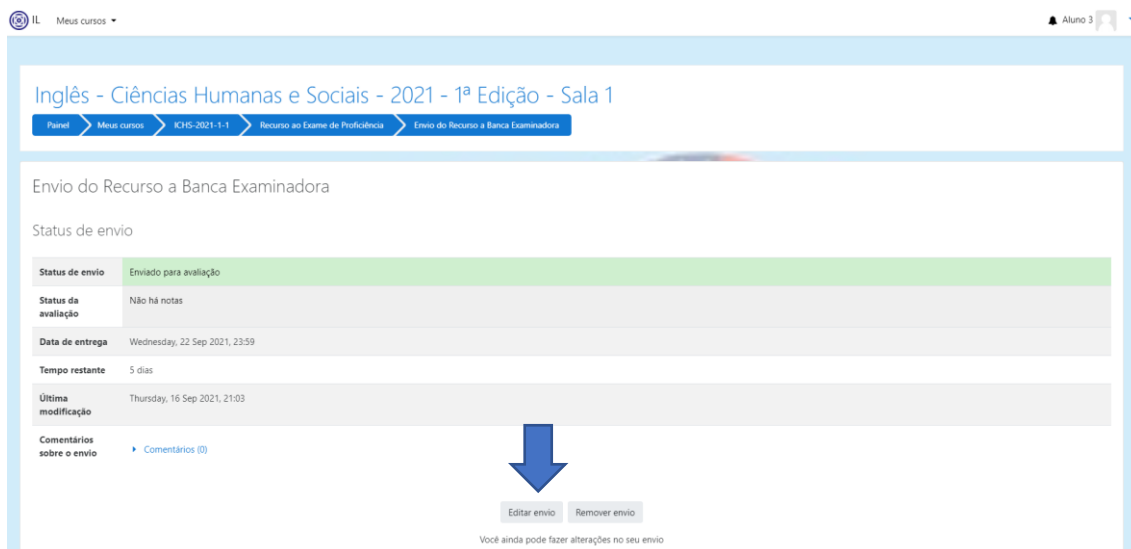 IL Meus cursos Aluno 3
Inglês - Ciências Humanas e Sociais - 2021 - 1ª Edição - Sala 1
Painel Meus cursos ICHS-2021-1-1 Recurso ao Exame de Proficiência Envio do Recurso a Banca Examinadora
Envio do Recurso a Banca Examinadora
Status de envio
Status de envio Enviado para avaliação
Status da avaliação Não há notas
Data de entrega Wednesday, 22 Sep 2021, 23:59
Tempo restante 5 dias
Última modificação Thursday, 16 Sep 2021, 21:03
Comentários sobre o envio Comentários (0)
Editar envio Remover envio
Você ainda pode fazer alterações no seu envio